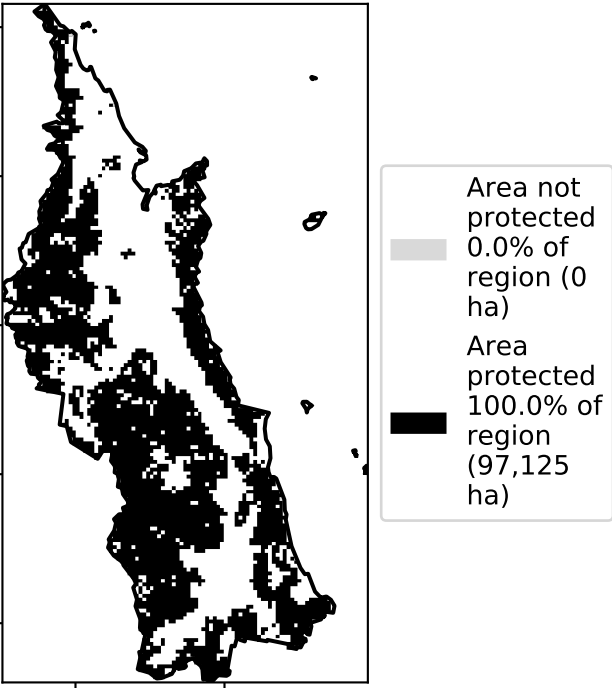 Area not
protected
0.0% of
region (0
ha)
Area
protected
100.0% of
region
(97,125
ha)